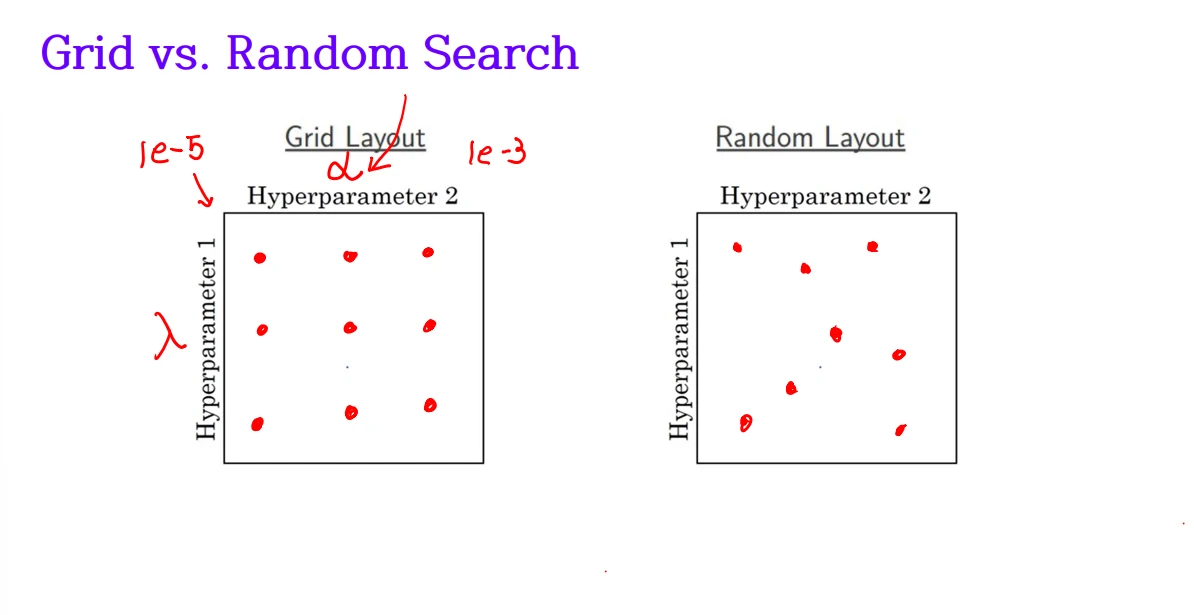 Grid vs. Random Search
Grid Layout
1e-5
α
1e-3
Hyperparameter 2
Hyperparameter 1
λ
Random Layout
Hyperparameter 2
Hyperparameter 1